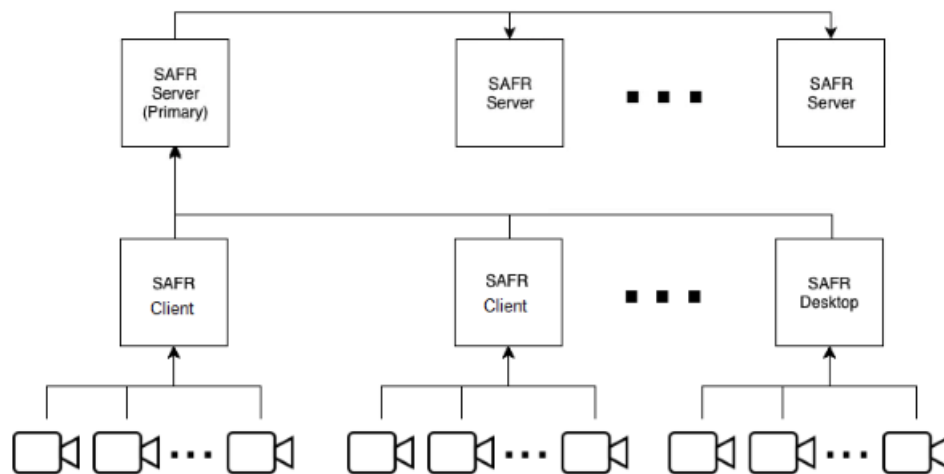 SAFR
Server
(Primary)
SAFR
Server
SAFR
Server
SAFR
Client
SAFR
Client
SAFR
Desktop